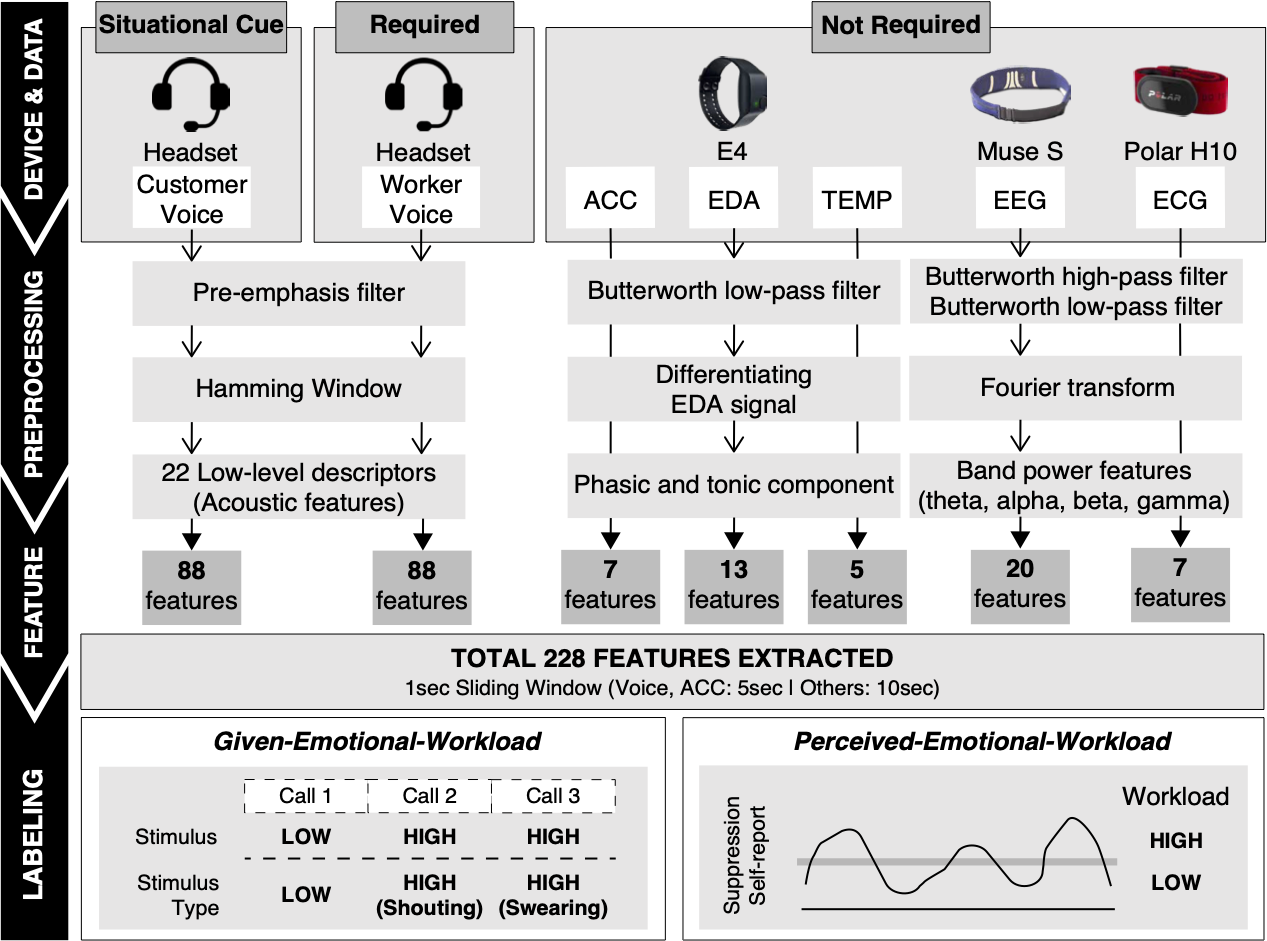 DEVICE & DATA
Situational Cue
Required
Not Required
Headset
Customer
Voice
Headset
Worker
Voice
E4
Muse S
POLAR
Polar H10
ACC
EDA
TEMP
EEG
ECG
PREPROCESSING
Pre-emphasis filter
Butterworth low-pass filter
Butterworth high-pass filter
Butterworth low-pass filter
Hamming Window
Differentiating
EDA signal
Fourier transform
22 Low-level descriptors
(Acoustic features)
Phasic and tonic component
Band power features
(theta, alpha, beta, gamma)
FEATURE
88
features
88
features
7
features
13
features
5
features
20
features
7
features
TOTAL 228 FEATURES EXTRACTED
1sec Sliding Window (Voice, ACC: 5sec | Others: 10sec)
LABELING
Given-Emotional-Workload
Call 1
Call 2
Call 3
Stimulus
LOW
HIGH
HIGH
Stimulus
Type
LOW
HIGH
(Shouting)
HIGH
(Swearing)
Perceived-Emotional-Workload
Suppression
Self-report
Workload
HIGH
LOW